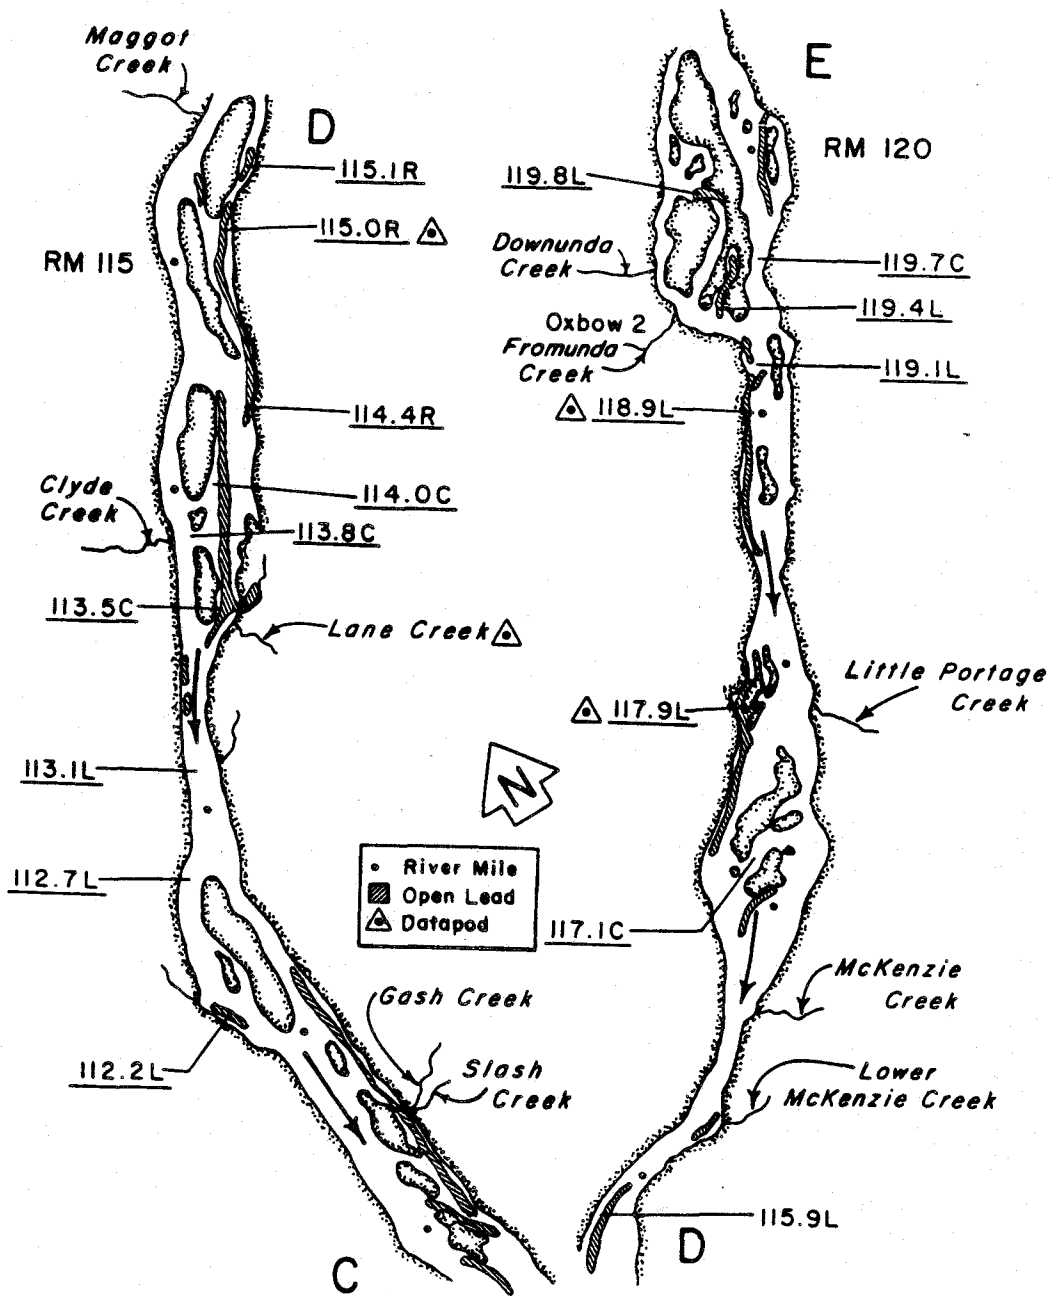 Maggot
Creek
D
115.1R
115.0R
RM 115
114.4R
Clyde
Creek
114.0C
113.8C
113.5C
Lane Creek
113.1L
112.7L
112.2L
Gash Creek
Slash
Creek
C
N
River Mile
Open Lead
Datapod
E
RM 120
119.8L
Downunda
Creek
119.7C
119.4L
Oxbow 2
Fromunda
Creek
119.1L
118.9L
Little Portage
Creek
117.9L
117.1C
McKenzie
Creek
Lower
McKenzie Creek
115.9L
D